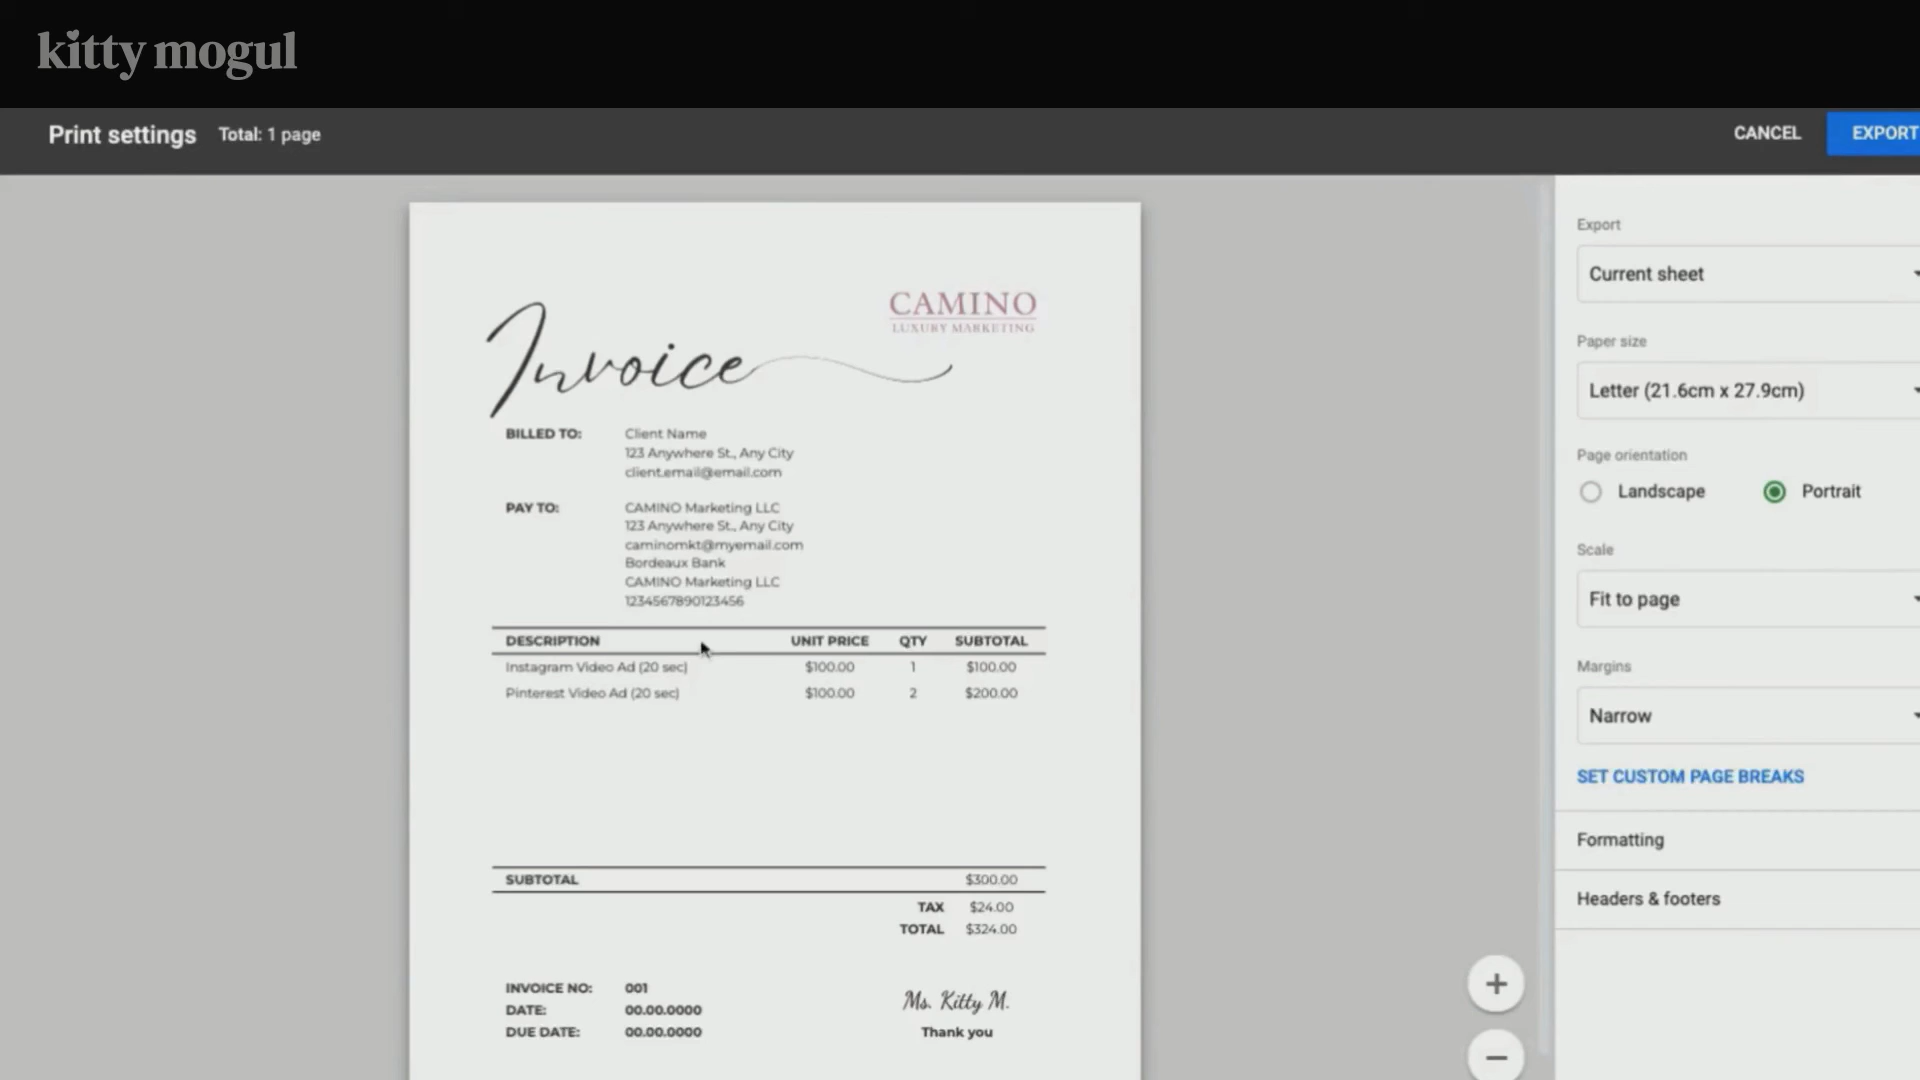 kitty mogul
Print settings Total: 1 page
CANCEL EXPORT
CAMINO
LUXURY MARKETING
Invoice
BILLED TO: Client Name
123 Anywhere St., Any City
client.email@email.com
PAY TO: CAMINO Marketing LLC
123 Anywhere St., Any City
caminomkt@myemail.com
Bordeaux Bank
CAMINO Marketing LLC
1234567890123456
DESCRIPTION UNIT PRICE QTY SUBTOTAL
Instagram Video Ad (20 sec) $100.00 1 $100.00
Pinterest Video Ad (20 sec) $100.00 2 $200.00
SUBTOTAL $300.00
TAX $24.00
TOTAL $324.00
INVOICE NO: 001
DATE: 00.00.0000
DUE DATE: 00.00.0000
Ms. Kitty M.
Thank you
Export
Current sheet
Paper size
Letter (21.6cm x 27.9cm)
Page orientation
Landscape Portrait
Scale
Fit to page
Margins
Narrow
SET CUSTOM PAGE BREAKS
Formatting
Headers & footers